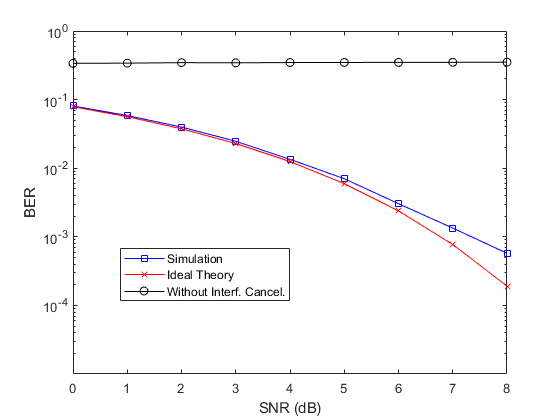 10^0
10^-1
10^-2
10^-3
10^-4
BER
Simulation
Ideal Theory
Without Interf. Cancel.
0 1 2 3 4 5 6 7 8
SNR (dB)